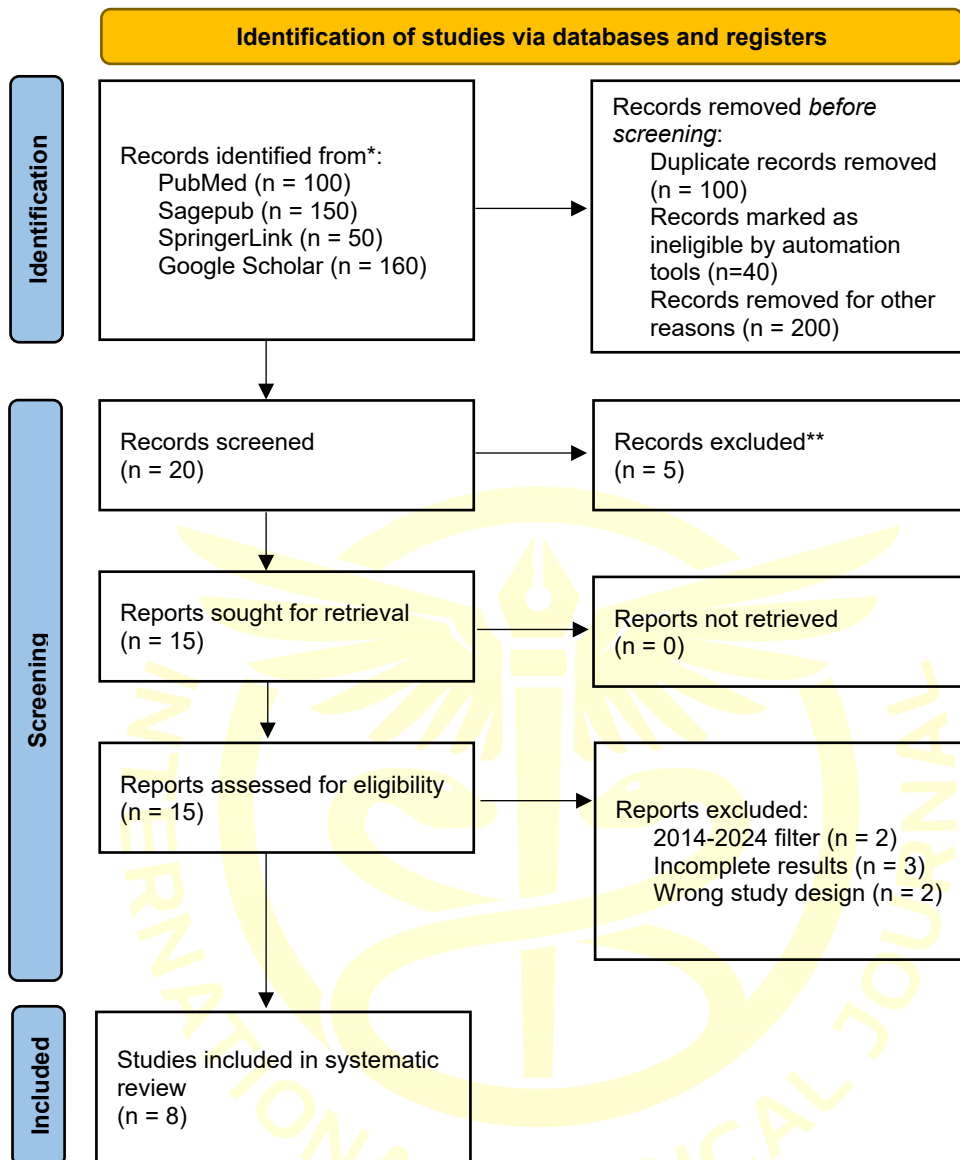 Identification of studies via databases and registers
Identification
Records identified from*:
PubMed (n = 100)
Sagepub (n = 150)
SpringerLink (n = 50)
Google Scholar (n = 160)
Records removed before
screening:
Duplicate records removed
(n = 100)
Records marked as
ineligible by automation
tools (n=40)
Records removed for other
reasons (n = 200)
Screening
Records screened
(n = 20)
Records excluded**
(n = 5)
Reports sought for retrieval
(n = 15)
Reports not retrieved
(n = 0)
Reports assessed for eligibility
(n = 15)
Reports excluded:
2014-2024 filter (n = 2)
Incomplete results (n = 3)
Wrong study design (n = 2)
Included
Studies included in systematic
review
(n = 8)